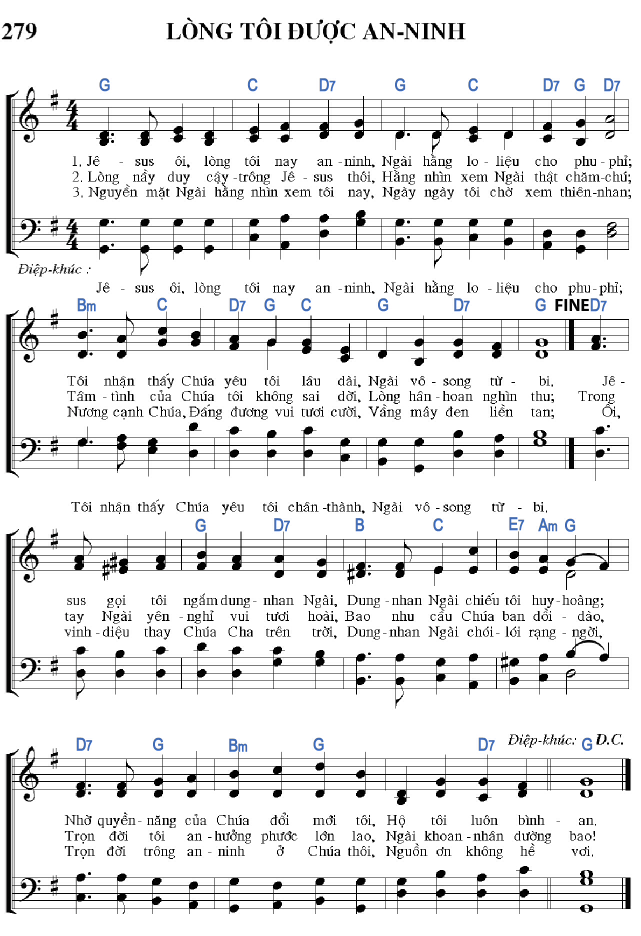 279 LÒNG TÔI ĐƯỢC AN-NINH
G C D7 G C D7 G D7
1. Jê - sus ôi, lòng tôi nay an - ninh, Ngài hằng lo - liệu cho phu-phỉ;
2. Lòng nầy duy cậy-trông Jê - sus thôi, Hằng nhìn xem Ngài thật chăm-chú;
3. Nguyền mặt Ngài hằng nhìn xem tôi nay, Ngày ngày tôi chờ xem thiên-nhan;
Điệp-khúc :
Jê - sus ôi, lòng tôi nay an - ninh, Ngài hằng lo - liệu cho phu-phỉ;
Bm C D7 G C G D7 G FINE D7
Tôi nhận thấy Chúa yêu tôi lâu dài, Ngài vô - song từ - bi. Jê-
Tâm-tình của Chúa tôi không sai dời, Lòng hân-hoan nghìn thu; Trong
Nương cạnh Chúa, Đấng đương vui tươi cười, Vầng mây đen liền tan; Ôi,
Tôi nhận thấy Chúa yêu tôi chân-thành, Ngài vô - song từ - bi.
G D7 B C E7 Am G
sus gọi tôi ngắm dung-nhan Ngài, Dung-nhan Ngài chiếu tôi huy-hoàng;
tay Ngài yên-nghỉ vui tươi hoài, Bao nhu cầu Chúa ban dồi-dào,
vinh-diệu thay Chúa Cha trên trời, Dung-nhan Ngài chói-lói rạng-ngời,
Điệp-khúc: D.C.
D7 G Bm G D7 G
Nhờ quyền-năng của Chúa đổi mới tôi, Hộ tôi luôn bình - an.
Trọn đời tôi an-hưởng phước lớn lao, Ngài khoan-nhân dường bao!
Trọn đời trông an-ninh ở Chúa thôi, Nguồn ơn không hề vơi.